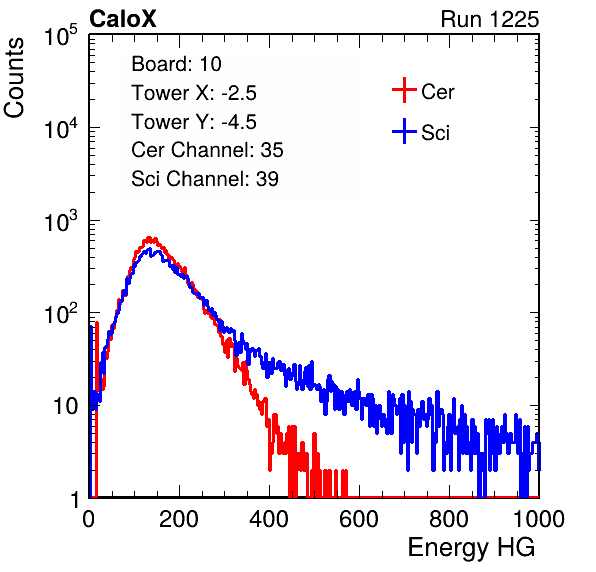 CaloX Run 1225
Counts
10^5
10^4
10^3
10^2
10
1
Board: 10
Tower X: -2.5
Tower Y: -4.5
Cer Channel: 35
Sci Channel: 39
Cer
Sci
0 200 400 600 800 1000
Energy HG